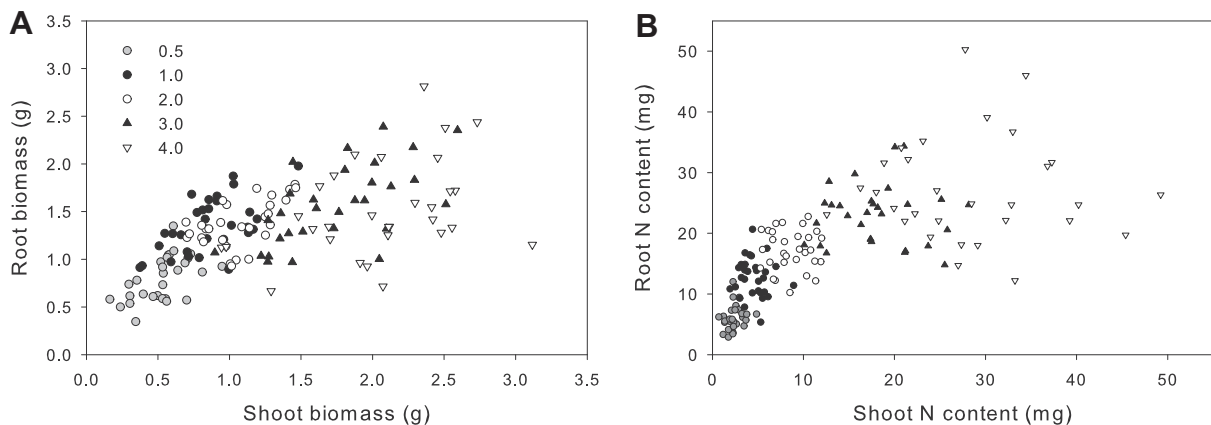 A
3.5
3.0
2.5
2.0
1.5
1.0
0.5
0.0
Root biomass (g)
0.5
1.0
2.0
3.0
4.0
0.0 0.5 1.0 1.5 2.0 2.5 3.0 3.5
Shoot biomass (g)
B
50
40
30
20
10
0
Root N content (mg)
0 10 20 30 40 50
Shoot N content (mg)